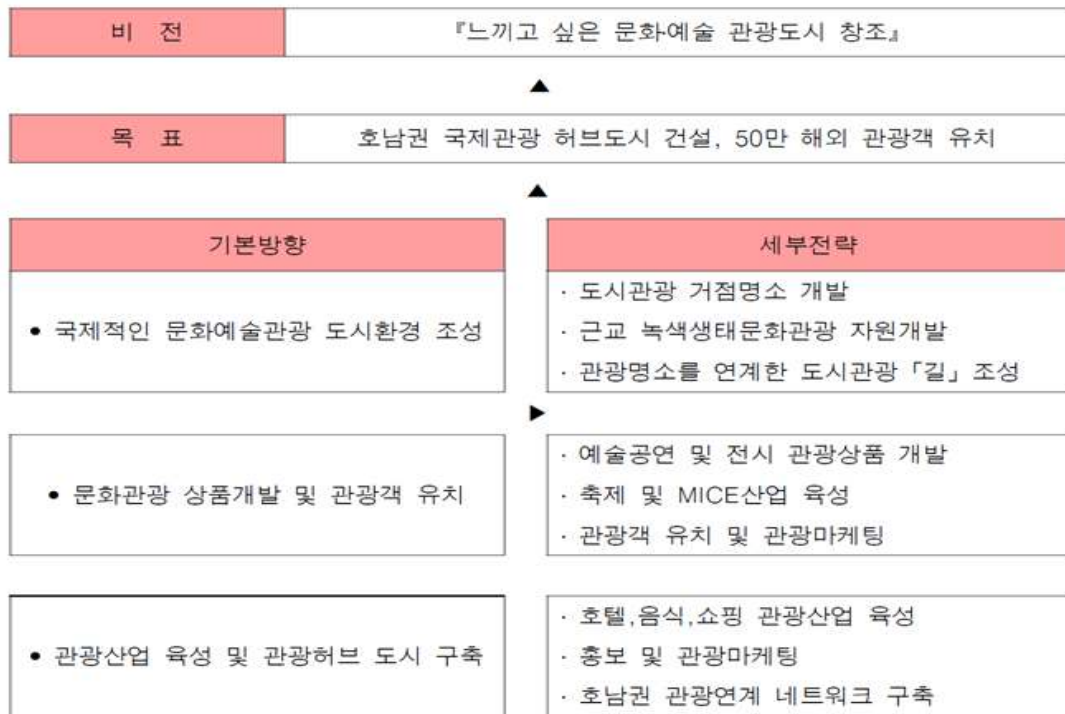 비 전
『느끼고 싶은 문화·예술 관광도시 창조』
▲
목 표
호남권 국제관광 허브도시 건설, 50만 해외 관광객 유치
▲
기본방향
세부전략
• 국제적인 문화예술관광 도시환경 조성
· 도시관광 거점명소 개발
· 근교 녹색생태문화관광 자원개발
· 관광명소를 연계한 도시관광「길」조성
▶
• 문화관광 상품개발 및 관광객 유치
· 예술공연 및 전시 관광상품 개발
· 축제 및 MICE산업 육성
· 관광객 유치 및 관광마케팅
• 관광산업 육성 및 관광허브 도시 구축
· 호텔,음식,쇼핑 관광산업 육성
· 홍보 및 관광마케팅
· 호남권 관광연계 네트워크 구축